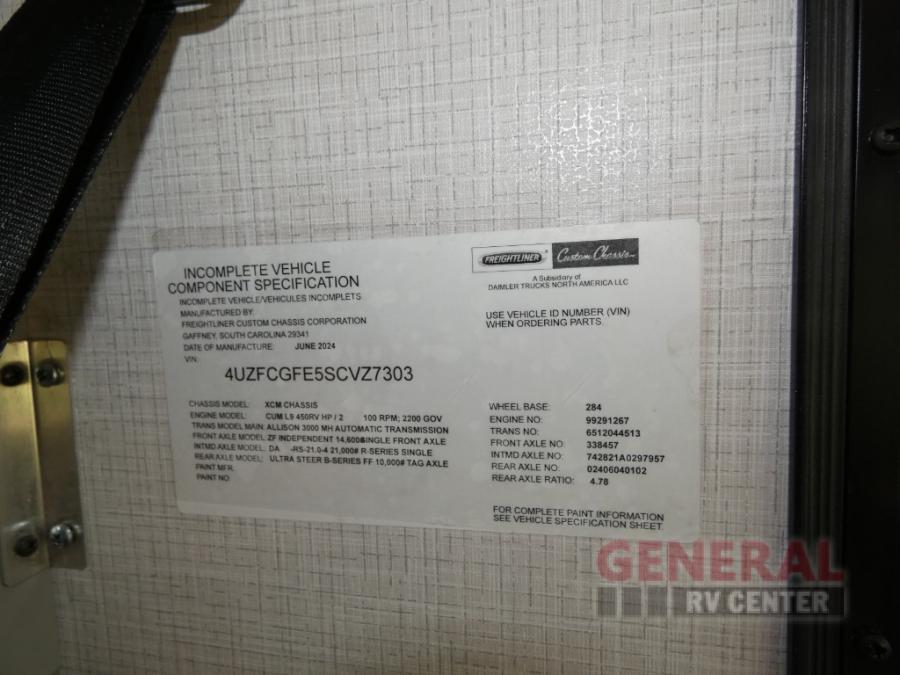 INCOMPLETE VEHICLE
COMPONENT SPECIFICATION
INCOMPLETE VEHICLE/VEHICULES INCOMPLETS
MANUFACTURED BY:
FREIGHTLINER CUSTOM CHASSIS CORPORATION
GAFFNEY, SOUTH CAROLINA 29341
DATE OF MANUFACTURE: JUNE 2024
VIN:
4UZFCGFE5SCVZ7303
FREIGHTLINER Custom Chassis
A Subsidiary of
DAIMLER TRUCKS NORTH AMERICA LLC
USE VEHICLE ID NUMBER (VIN)
WHEN ORDERING PARTS.
CHASSIS MODEL: XCM CHASSIS
ENGINE MODEL: CUM L9 450RV HP / 2 100 RPM; 2200 GOV
TRANS MODEL MAIN: ALLISON 3000 MH AUTOMATIC TRANSMISSION
FRONT AXLE MODEL: ZF INDEPENDENT 14,600# SINGLE FRONT AXLE
INTMD AXLE MODEL: DA -RS-21.0-4 21,000# R-SERIES SINGLE
REAR AXLE MODEL: ULTRA STEER B-SERIES FF 10,000# TAG AXLE
PAINT MFR:
PAINT NO:
WHEEL BASE: 284
ENGINE NO: 99291267
TRANS NO: 6512044513
FRONT AXLE NO: 338457
INTMD AXLE NO: 742821A0297957
REAR AXLE NO: 02406040102
REAR AXLE RATIO: 4.78
FOR COMPLETE PAINT INFORMATION
SEE VEHICLE SPECIFICATION SHEET.
GENERAL
RV CENTER